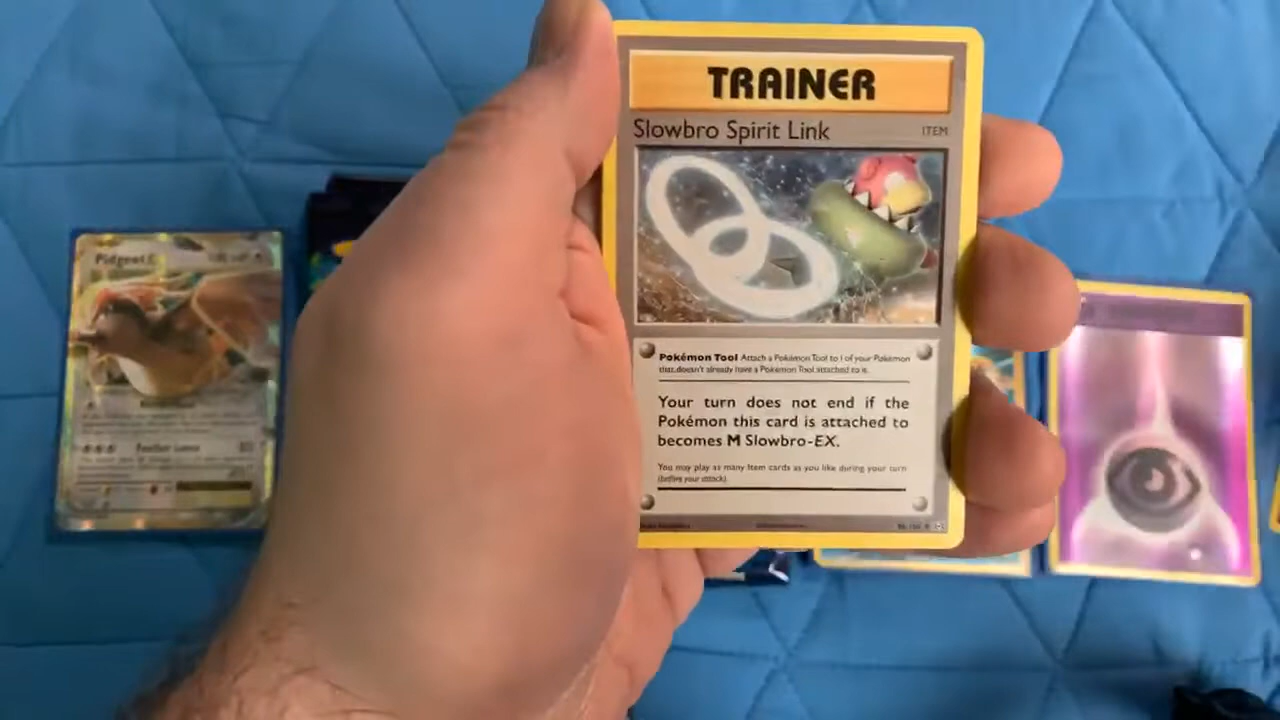 TRAINER
Slowbro Spirit Link
ITEM
Pokémon Tool Attach a Pokémon Tool to 1 of your Pokémon
that doesn't already have a Pokémon Tool attached to it.
Your turn does not end if the
Pokémon this card is attached to
becomes M Slowbro-EX.
You may play as many Item cards as you like during your turn
(before your attack).
Pidgeot